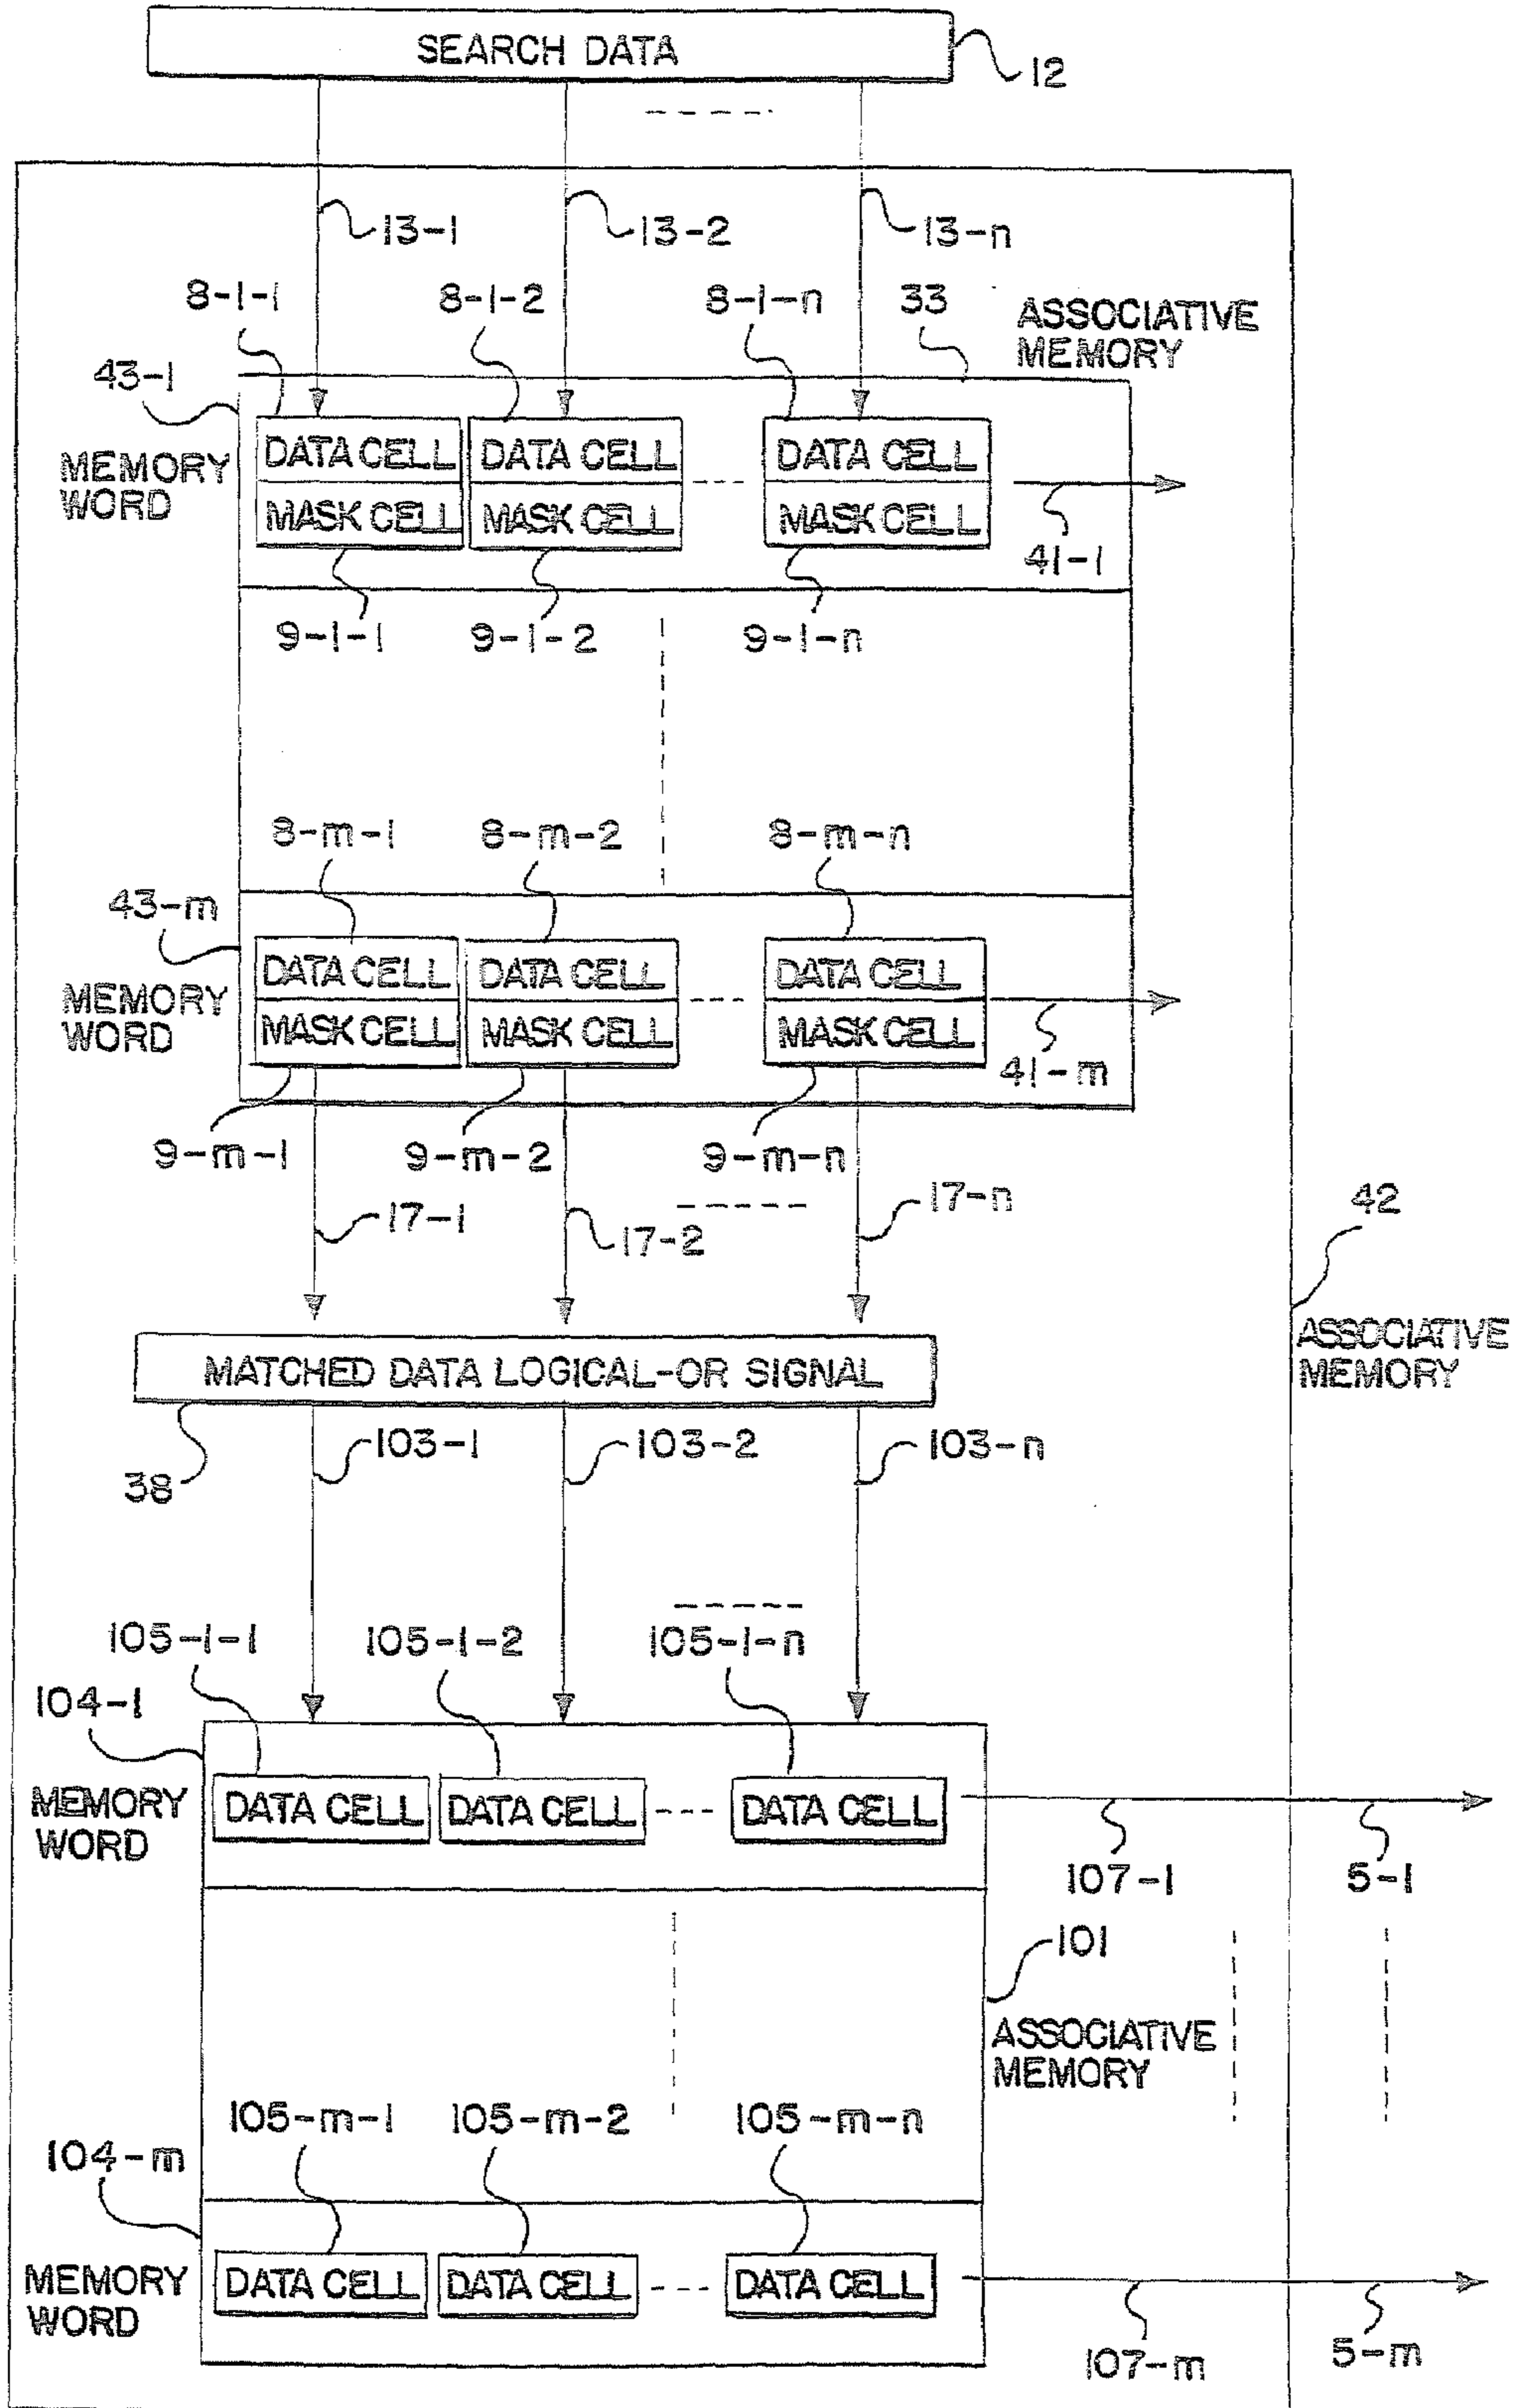 SEARCH DATA
12
13-1
13-2
13-n
8-1-1
8-1-2
8-1-n
33
ASSOCIATIVE
MEMORY
43-1
MEMORY
WORD
DATA CELL
DATA CELL
---
DATA CELL
MASK CELL
MASK CELL
MASK CELL
41-1
9-1-1
9-1-2
9-1-n
8-m-1
8-m-2
8-m-n
43-m
MEMORY
WORD
DATA CELL
DATA CELL
---
DATA CELL
MASK CELL
MASK CELL
MASK CELL
41-m
9-m-1
9-m-2
9-m-n
17-1
17-2
17-n
42
ASSOCIATIVE
MEMORY
MATCHED DATA LOGICAL-OR SIGNAL
38
103-1
103-2
103-n
105-1-1
105-1-2
105-1-n
104-1
MEMORY
WORD
DATA CELL
DATA CELL
---
DATA CELL
107-1
5-1
101
ASSOCIATIVE
MEMORY
105-m-1
105-m-2
105-m-n
104-m
MEMORY
WORD
DATA CELL
DATA CELL
---
DATA CELL
107-m
5-m